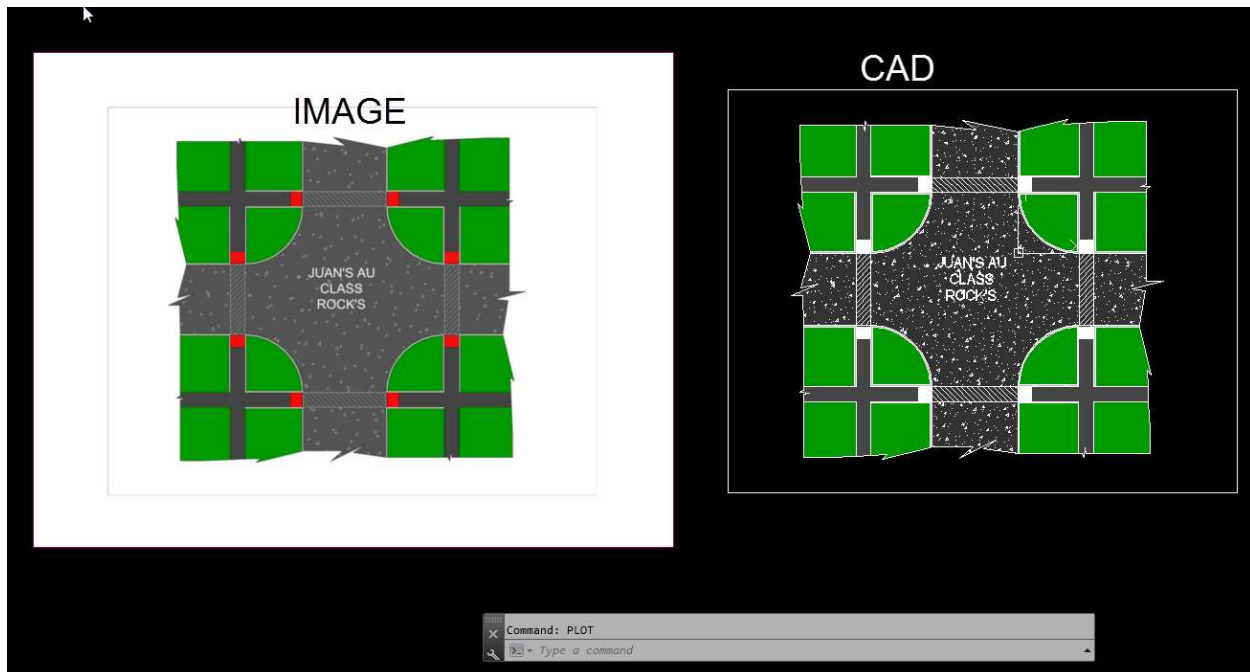 IMAGE
JUAN'S AU
CLASS
ROCK'S
CAD
JUAN'S AU
CLASS
ROCK'S
Command: PLOT
Type a command